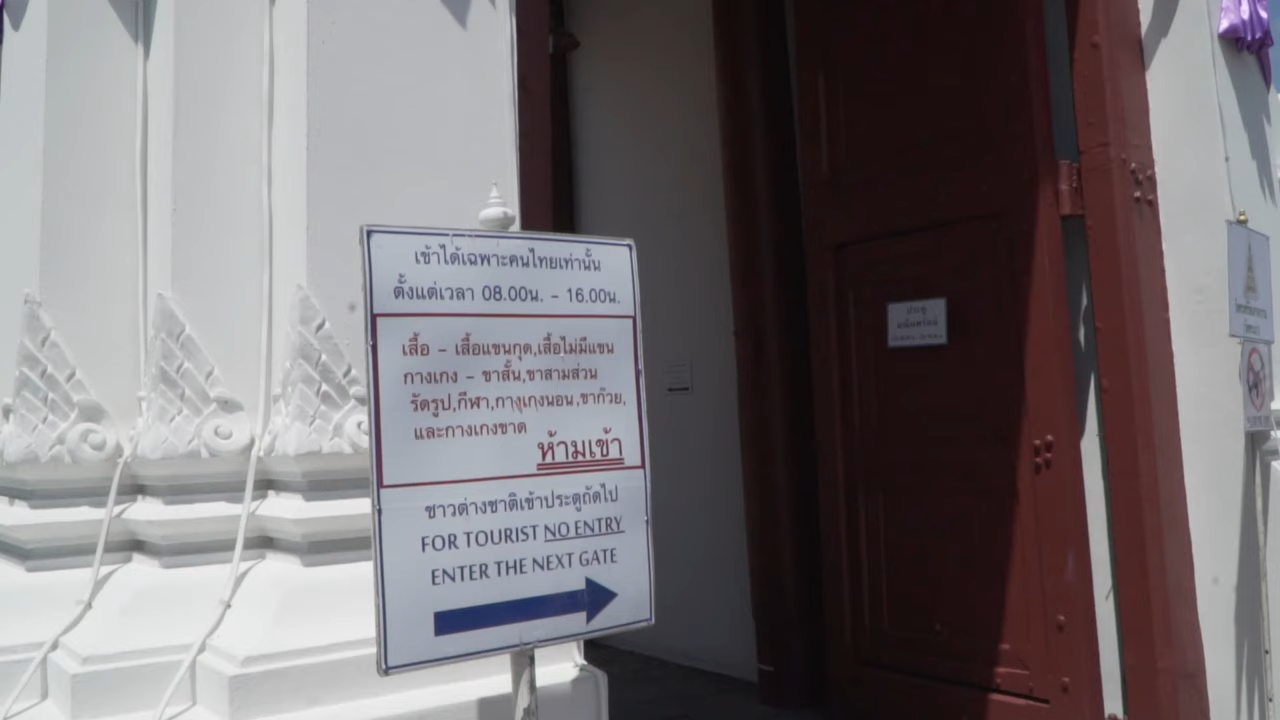 เข้าได้เฉพาะคนไทยเท่านั้น
ตั้งแต่เวลา 08.00น. - 16.00น.
เสื้อ - เสื้อแขนกุด,เสื้อไม่มีแขน
กางเกง - ขาสั้น,ขาสามส่วน
รัดรูป,กีฬา,กางเกงนอน,ขาก๊วย,
และกางเกงขาด
ห้ามเข้า
ชาวต่างชาติเข้าประตูถัดไป
FOR TOURIST NO ENTRY
ENTER THE NEXT GATE
ประตู